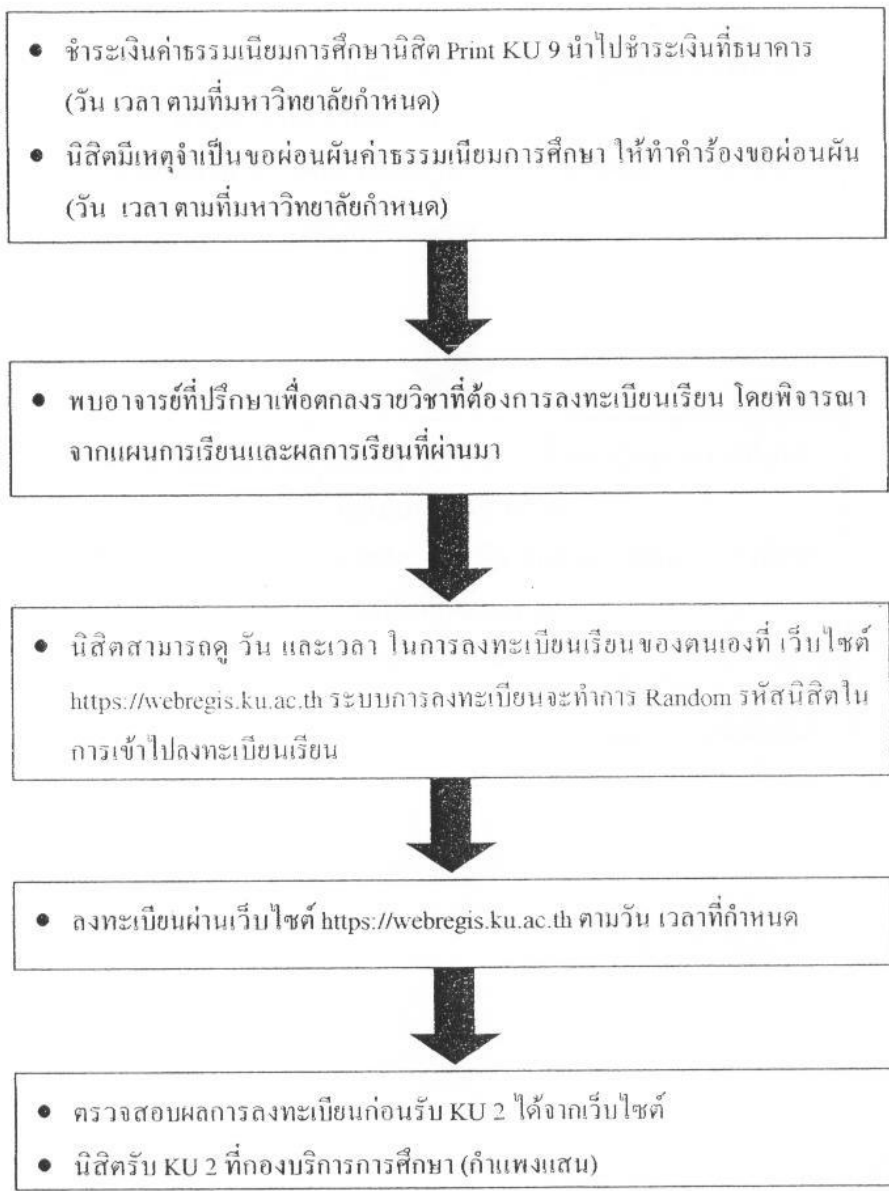 • ชำระเงินค่าธรรมเนียมการศึกษานิสิต Print KU 9 นำไปชำระเงินที่ธนาคาร
(วัน เวลา ตามที่มหาวิทยาลัยกำหนด)
• นิสิตมีเหตุจำเป็นขอผ่อนผันค่าธรรมเนียมการศึกษา ให้ทำคำร้องขอผ่อนผัน
(วัน เวลา ตามที่มหาวิทยาลัยกำหนด)
• พบอาจารย์ที่ปรึกษาเพื่อตกลงรายวิชาที่ต้องการลงทะเบียนเรียน โดยพิจารณา
จากแผนการเรียนและผลการเรียนที่ผ่านมา
• นิสิตสามารถดู วัน และเวลา ในการลงทะเบียนเรียนของตนเองที่ เว็บไซต์
https://webregis.ku.ac.th ระบบการลงทะเบียนจะทำการ Random รหัสนิสิตใน
การเข้าไปลงทะเบียนเรียน
• ลงทะเบียนผ่านเว็บไซต์ https://webregis.ku.ac.th ตามวัน เวลาที่กำหนด
• ตรวจสอบผลการลงทะเบียนก่อนรับ KU 2 ได้จากเว็บไซต์
• นิสิตรับ KU 2 ที่กองบริการการศึกษา (กำแพงแสน)